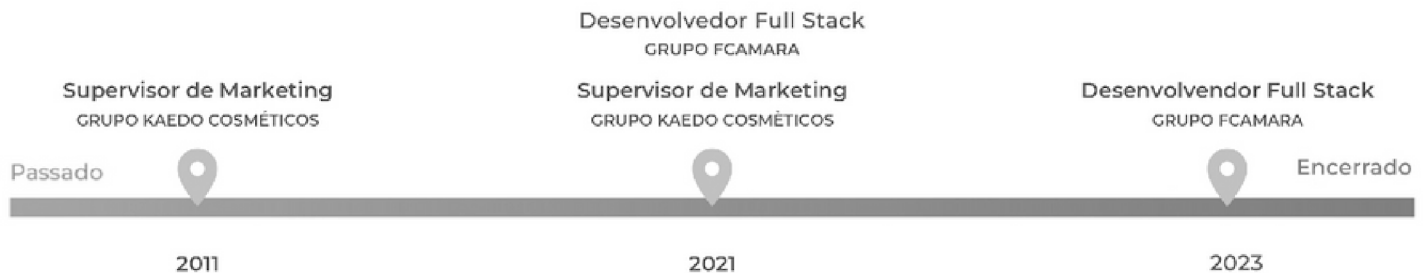 Desenvolvedor Full Stack
GRUPO FCAMARA
Supervisor de Marketing
GRUPO KAEDO COSMÉTICOS
Supervisor de Marketing
GRUPO KAEDO COSMÉTICOS
Desenvolvendor Full Stack
GRUPO FCAMARA
Passado
Encerrado
2011
2021
2023